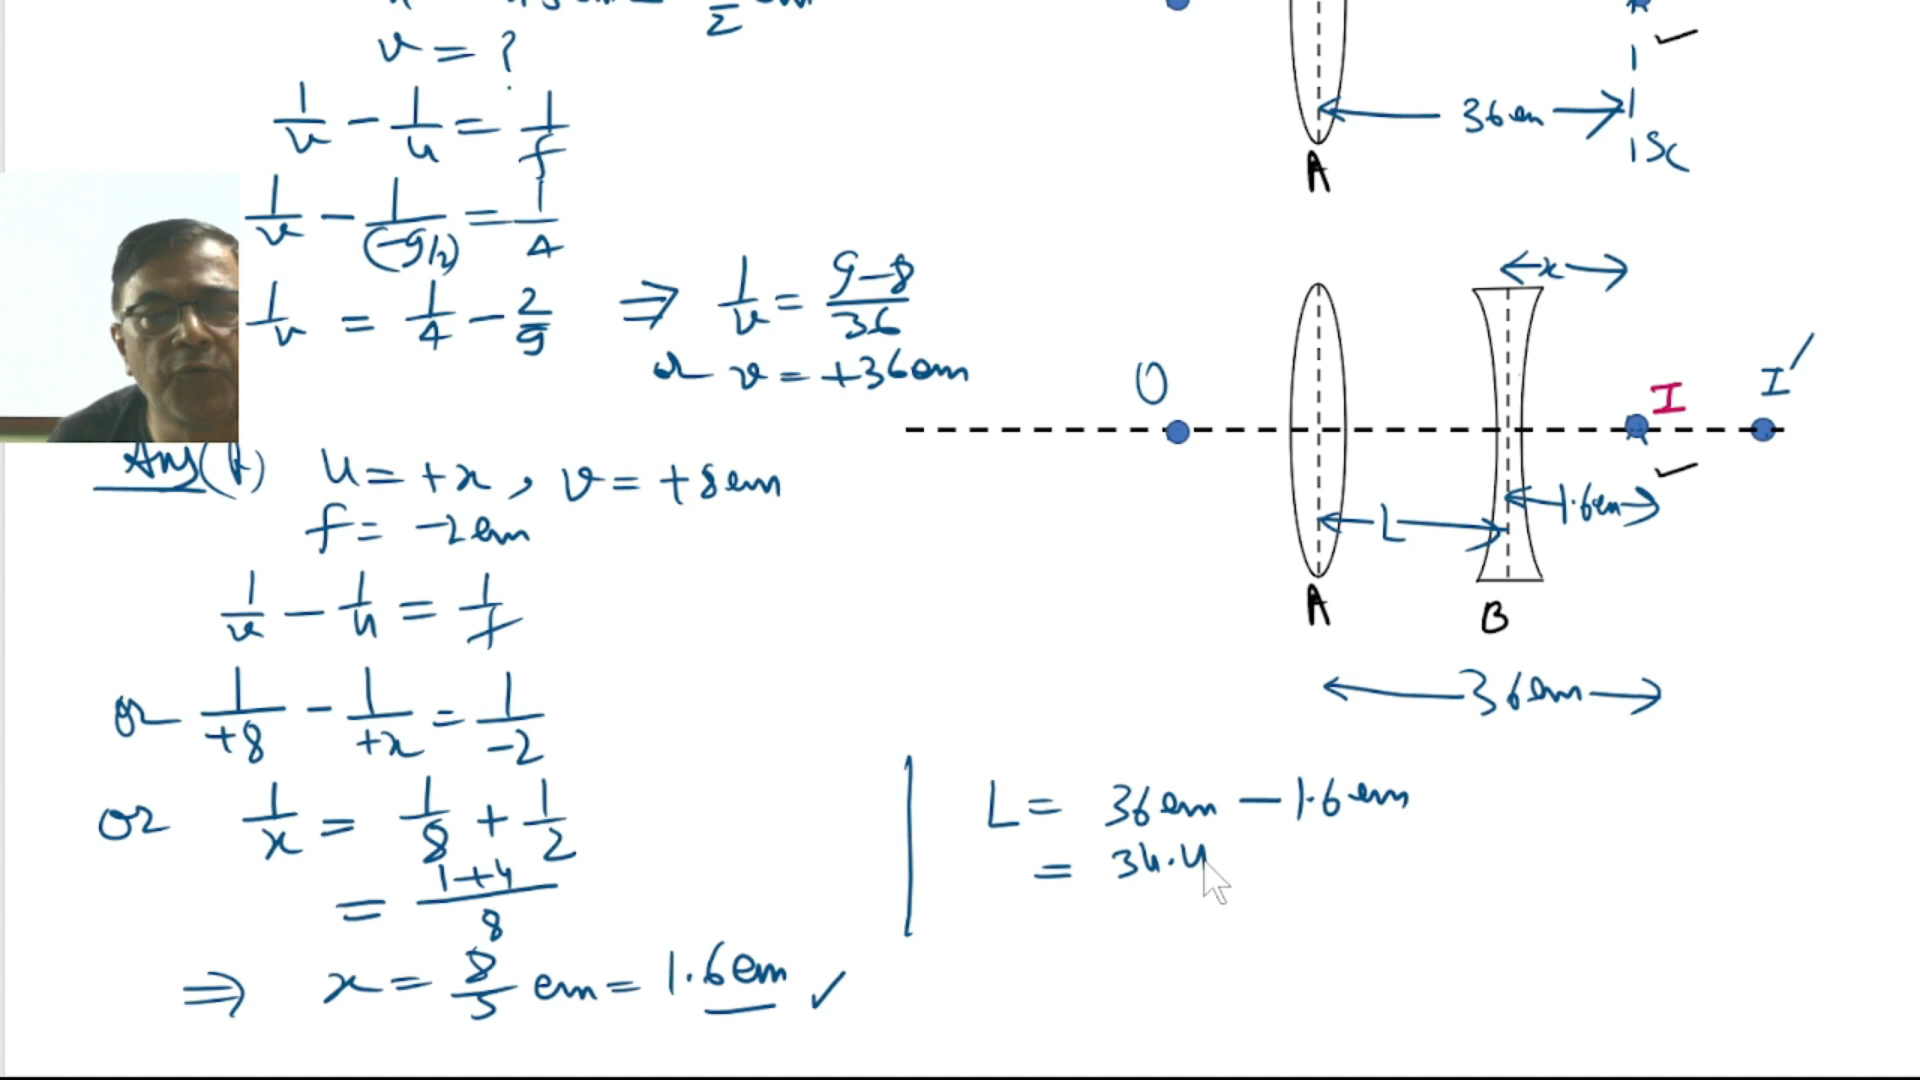 v = ?
1/v - 1/u = 1/f
1/v - 1/(-9/2) = 1/4
1/v = 1/4 - 2/9 ⇒ 1/v = (9-8)/36
or v = +36cm
Ans(b) u = +x, v = +8cm
f = -2cm
1/v - 1/u = 1/f
or 1/+8 - 1/+x = 1/-2
or 1/x = 1/8 + 1/2
= (1+4)/8
⇒ x = 8/5 cm = 1.6cm ✓
36cm
Sc
A
x
O
I
I'
L
1.6cm
A
B
36cm
L = 36cm - 1.6cm
= 34.4